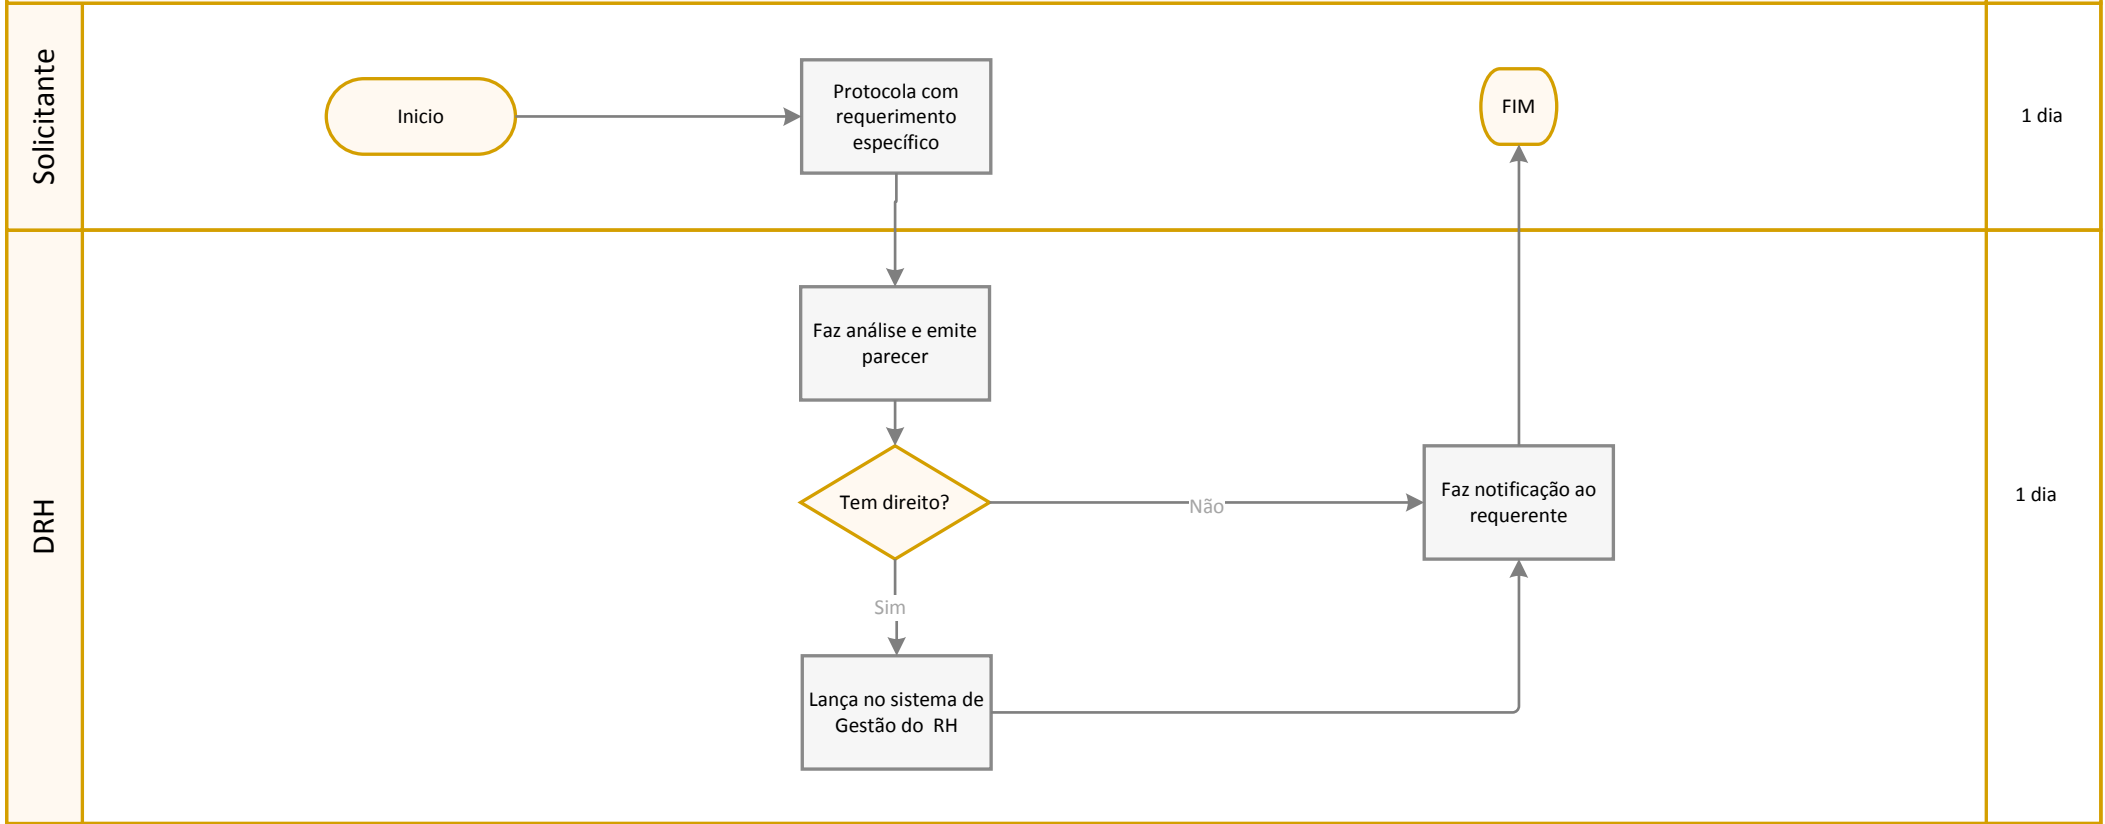 Solicitante
Inicio
Protocola com
requerimento
específico
FIM
1 dia
DRH
Faz análise e emite
parecer
Tem direito?
Não
Faz notificação ao
requerente
1 dia
Sim
Lança no sistema de
Gestão do  RH